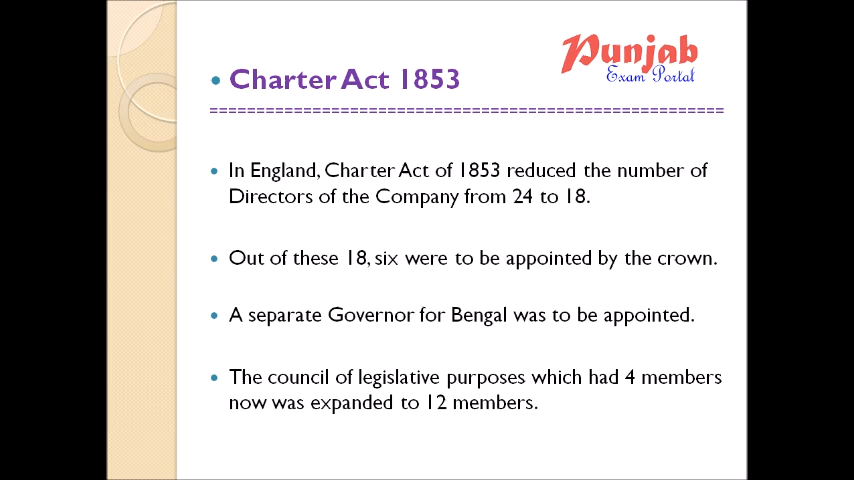 Punjab
Exam Portal
• Charter Act 1853
=======================================================
• In England, Charter Act of 1853 reduced the number of
Directors of the Company from 24 to 18.
• Out of these 18, six were to be appointed by the crown.
• A separate Governor for Bengal was to be appointed.
• The council of legislative purposes which had 4 members
now was expanded to 12 members.